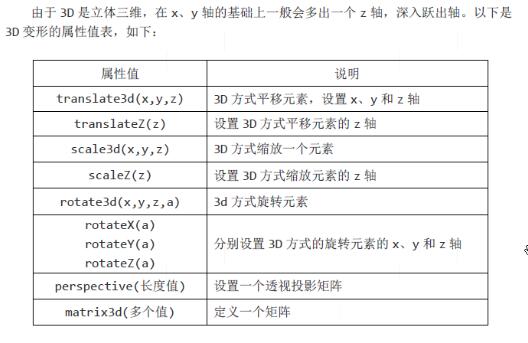 由于 3D 是立体三维，在 x、y 轴的基础上一般会多出一个 z 轴，深入跃出轴。以下是
3D 变形的属性值表，如下：
属性值 说明
translate3d(x,y,z) 3D 方式平移元素，设置 x、y 和 z 轴
translateZ(z) 设置 3D 方式平移元素的 z 轴
scale3d(x,y,z) 3D 方式缩放一个元素
scaleZ(z) 设置 3D 方式缩放元素的 z 轴
rotate3d(x,y,z,a) 3d 方式旋转元素
rotateX(a)
rotateY(a) 分别设置 3D 方式的旋转元素的 x、y 和 z 轴
rotateZ(a)
perspective(长度值) 设置一个透视投影矩阵
matrix3d(多个值) 定义一个矩阵